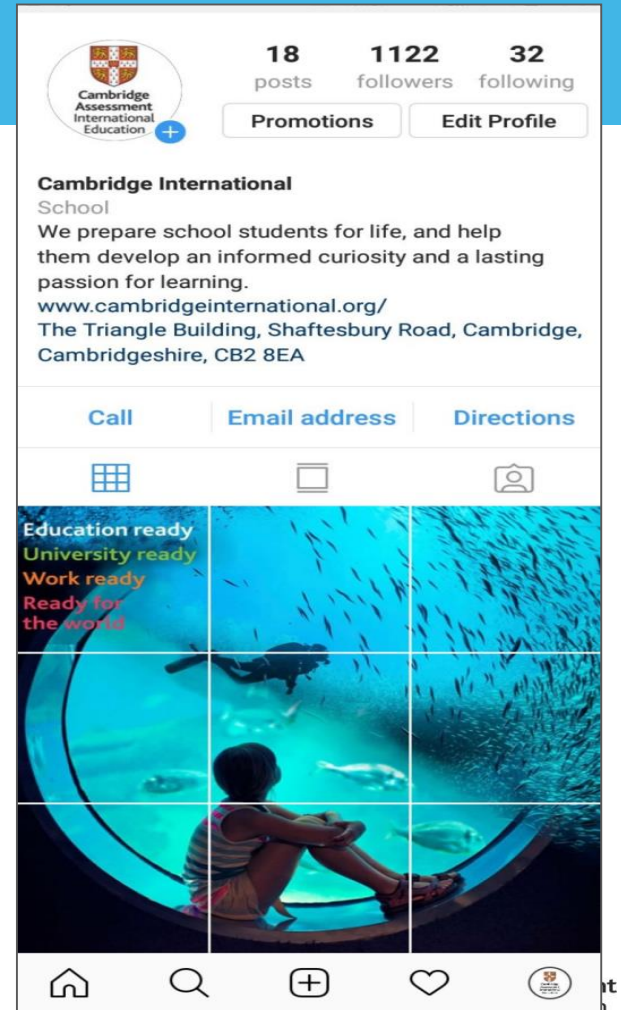 18 1122 32
posts followers following
Cambridge
Assessment
International
Education
Promotions Edit Profile
Cambridge International
School
We prepare school students for life, and help
them develop an informed curiosity and a lasting
passion for learning.
www.cambridgeinternational.org/
The Triangle Building, Shaftesbury Road, Cambridge,
Cambridgeshire, CB2 8EA
Call Email address Directions
Education ready
University ready
Work ready
Ready for
the world